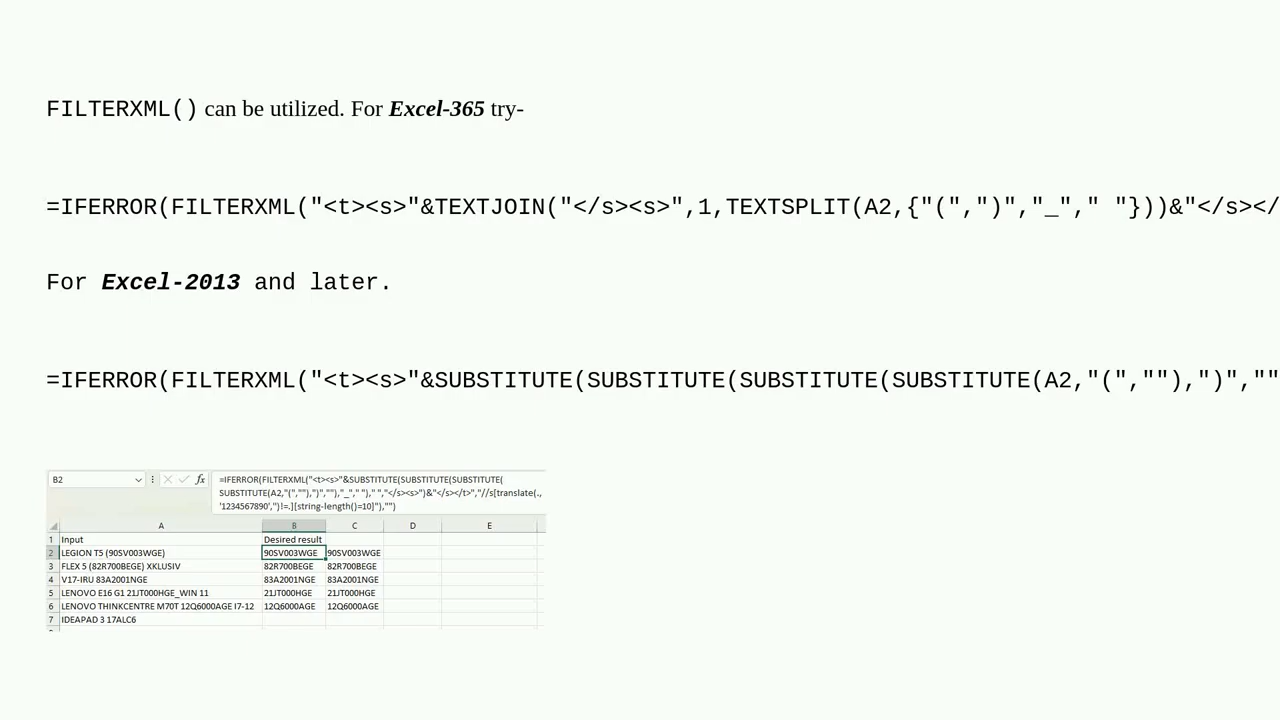 FILTERXML() can be utilized. For Excel-365 try-
=IFERROR(FILTERXML("<t><s>"&TEXTJOIN("</s><s>",1,TEXTSPLIT(A2,{"(",")","_"," "}))&"</s></
For Excel-2013 and later.
=IFERROR(FILTERXML("<t><s>"&SUBSTITUTE(SUBSTITUTE(SUBSTITUTE(SUBSTITUTE(A2,"(",""),")",""
B2 fx =IFERROR(FILTERXML("<t><s>"&SUBSTITUTE(SUBSTITUTE(SUBSTITUTE(
SUBSTITUTE(A2,"(",""),")",""),"_"," ")," ","</s><s>")&"</s></t>","//s[translate(.,
'1234567890','')!=.][string-length()=10]"),"")
A B C D E
1 Input Desired result
2 LEGION T5 (90SV003WGE) 90SV003WGE 90SV003WGE
3 FLEX 5 (82R700BEGE) XKLUSIV 82R700BEGE 82R700BEGE
4 V17-IRU 83A2001NGE 83A2001NGE 83A2001NGE
5 LENOVO E16 G1 21JT000HGE_WIN 11 21JT000HGE 21JT000HGE
6 LENOVO THINKCENTRE M70T 12Q6000AGE I7-12 12Q6000AGE 12Q6000AGE
7 IDEAPAD 3 17ALC6